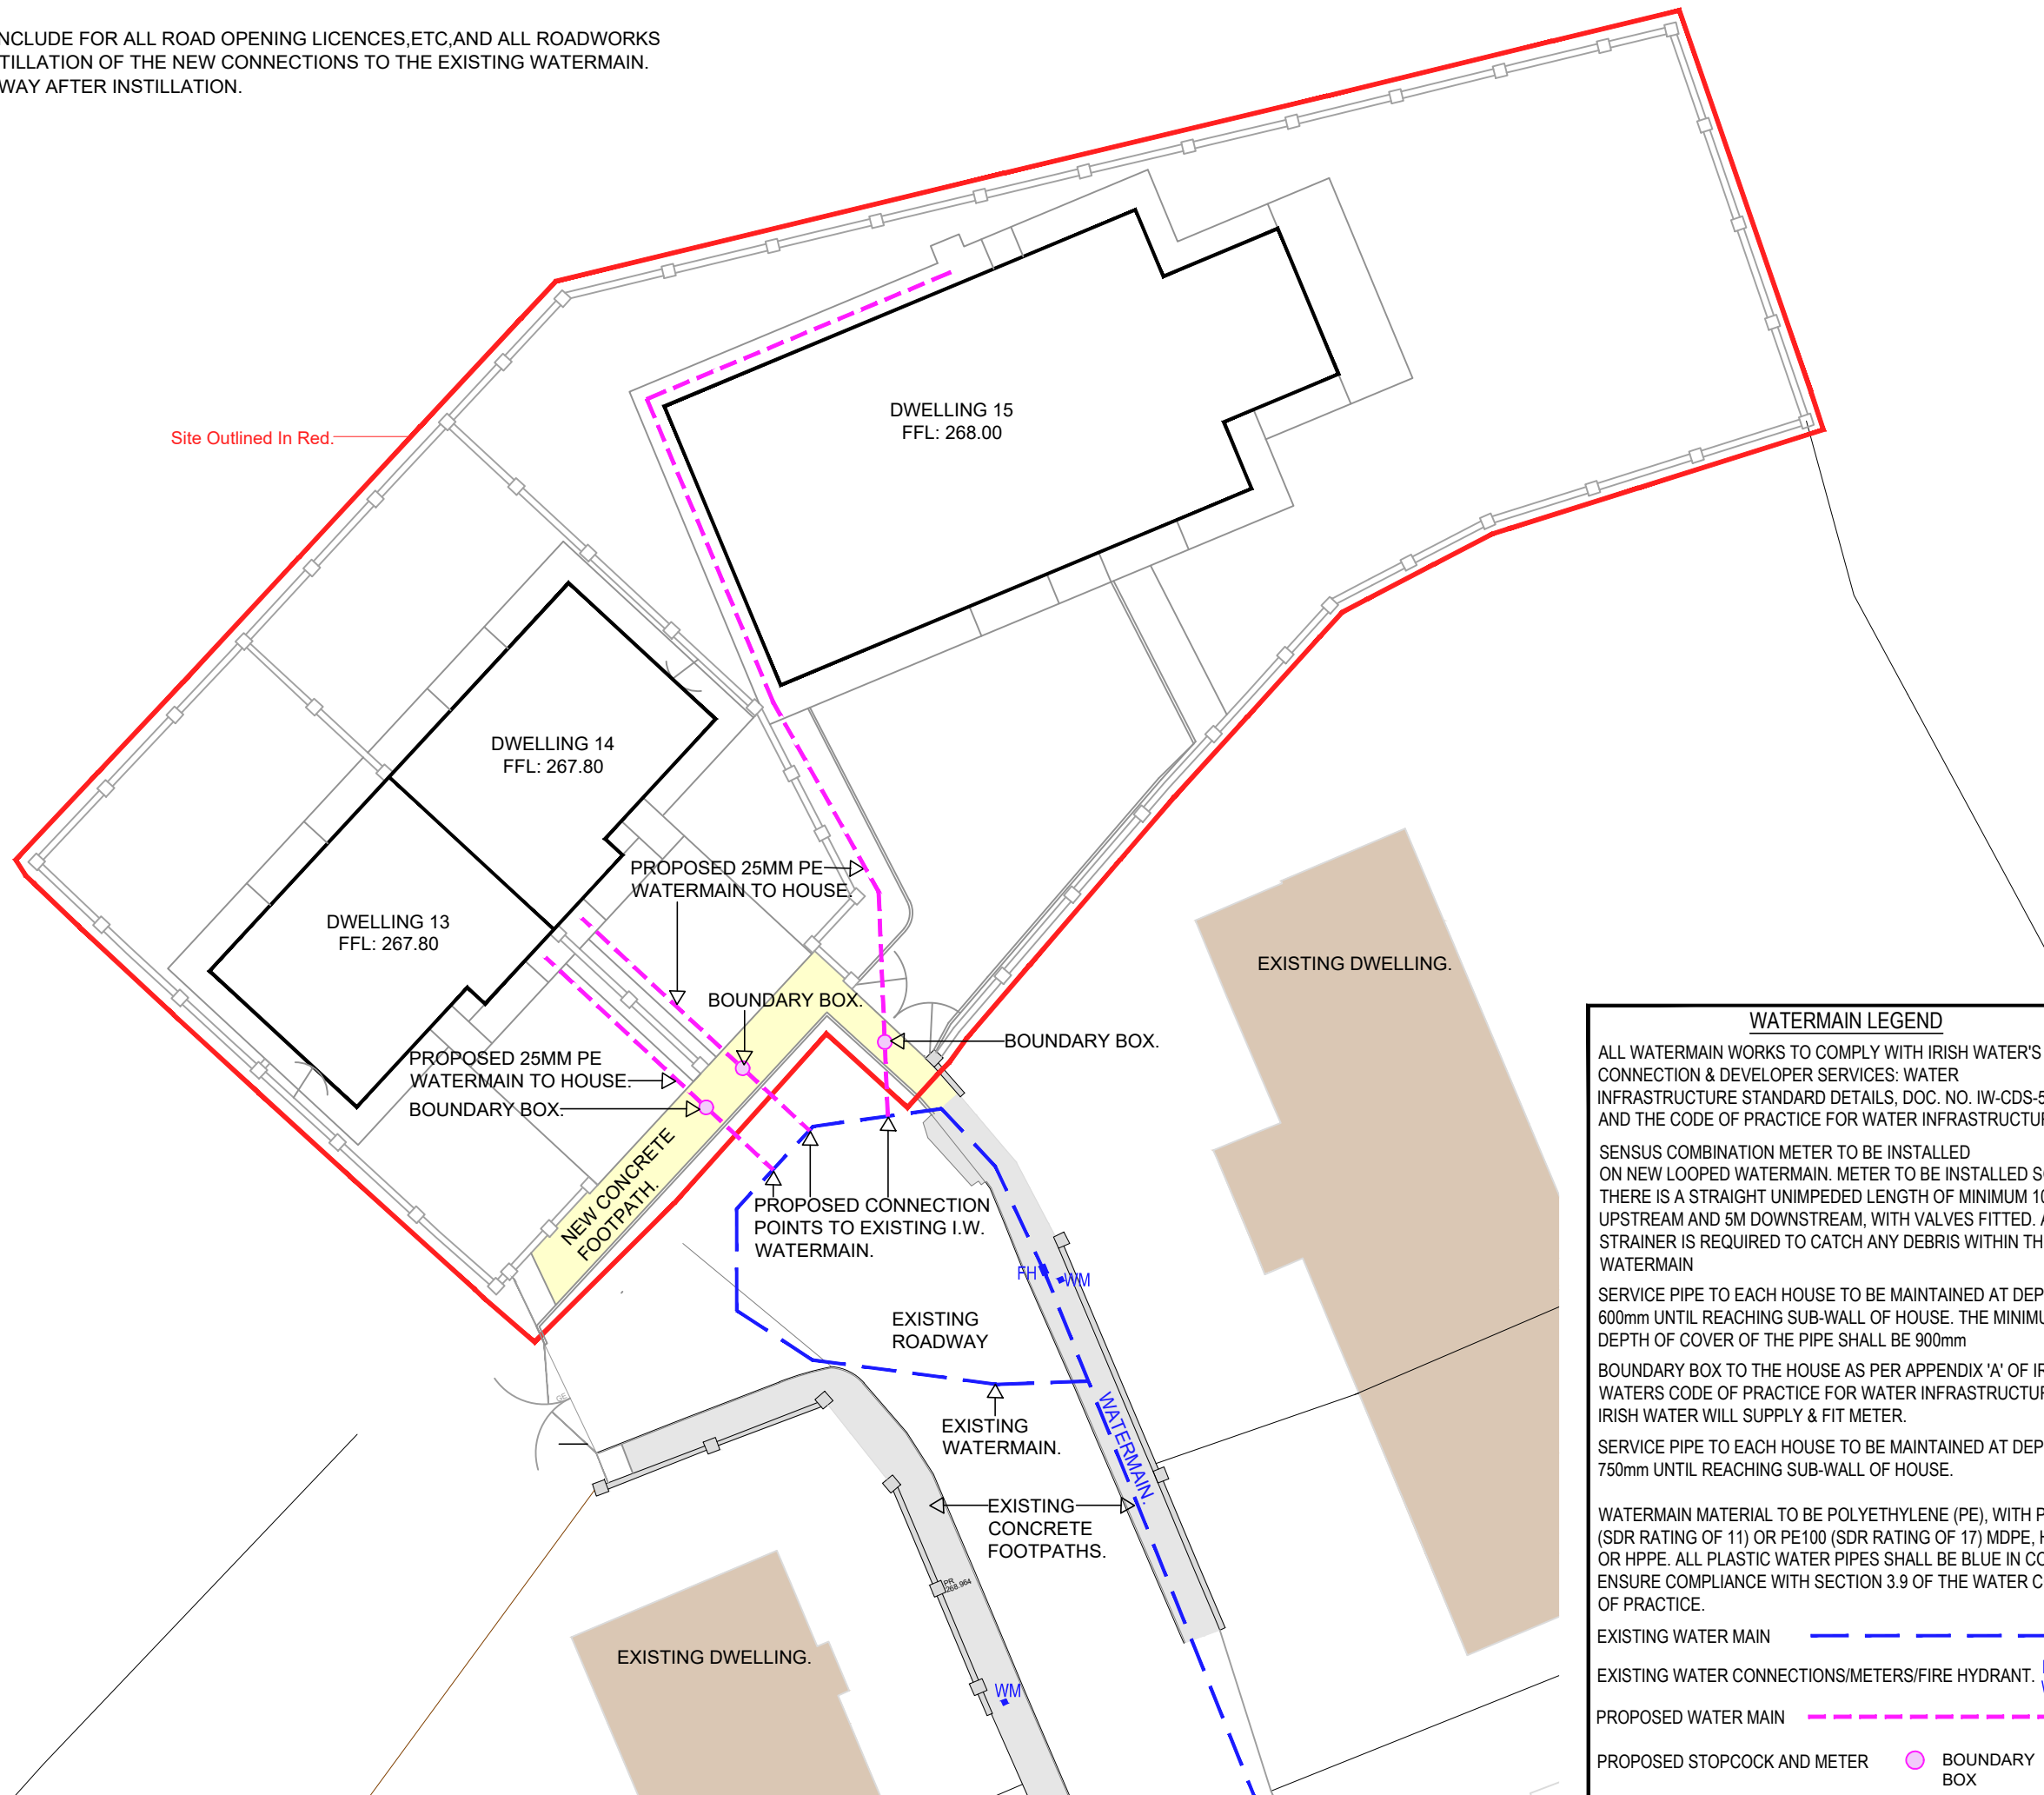 NCLUDE FOR ALL ROAD OPENING LICENCES,ETC,AND ALL ROADWORKS
TILLATION OF THE NEW CONNECTIONS TO THE EXISTING WATERMAIN.
WAY AFTER INSTILLATION.
Site Outlined In Red.
DWELLING 15
FFL: 268.00
DWELLING 14
FFL: 267.80
DWELLING 13
FFL: 267.80
PROPOSED 25MM PE
WATERMAIN TO HOUSE.
BOUNDARY BOX.
BOUNDARY BOX.
PROPOSED 25MM PE
WATERMAIN TO HOUSE.
BOUNDARY BOX.
NEW CONCRETE
FOOTPATH.
PROPOSED CONNECTION
POINTS TO EXISTING I.W.
WATERMAIN.
EXISTING DWELLING.
FH
WM
EXISTING
ROADWAY
EXISTING
WATERMAIN.
WATERMAIN.
EXISTING
CONCRETE
FOOTPATHS.
PR
268.964
EXISTING DWELLING.
WM
WATERMAIN LEGEND
ALL WATERMAIN WORKS TO COMPLY WITH IRISH WATER'S
CONNECTION & DEVELOPER SERVICES: WATER
INFRASTRUCTURE STANDARD DETAILS, DOC. NO. IW-CDS-5
AND THE CODE OF PRACTICE FOR WATER INFRASTRUCTU
SENSUS COMBINATION METER TO BE INSTALLED
ON NEW LOOPED WATERMAIN. METER TO BE INSTALLED S
THERE IS A STRAIGHT UNIMPEDED LENGTH OF MINIMUM 10
UPSTREAM AND 5M DOWNSTREAM, WITH VALVES FITTED. A
STRAINER IS REQUIRED TO CATCH ANY DEBRIS WITHIN TH
WATERMAIN
SERVICE PIPE TO EACH HOUSE TO BE MAINTAINED AT DEP
600mm UNTIL REACHING SUB-WALL OF HOUSE. THE MINIMU
DEPTH OF COVER OF THE PIPE SHALL BE 900mm
BOUNDARY BOX TO THE HOUSE AS PER APPENDIX 'A' OF IR
WATERS CODE OF PRACTICE FOR WATER INFRASTRUCTU
IRISH WATER WILL SUPPLY & FIT METER.
SERVICE PIPE TO EACH HOUSE TO BE MAINTAINED AT DEP
750mm UNTIL REACHING SUB-WALL OF HOUSE.
WATERMAIN MATERIAL TO BE POLYETHYLENE (PE), WITH P
(SDR RATING OF 11) OR PE100 (SDR RATING OF 17) MDPE, H
OR HPPE. ALL PLASTIC WATER PIPES SHALL BE BLUE IN CO
ENSURE COMPLIANCE WITH SECTION 3.9 OF THE WATER C
OF PRACTICE.
EXISTING WATER MAIN
EXISTING WATER CONNECTIONS/METERS/FIRE HYDRANT.
PROPOSED WATER MAIN
PROPOSED STOPCOCK AND METER
BOUNDARY
BOX